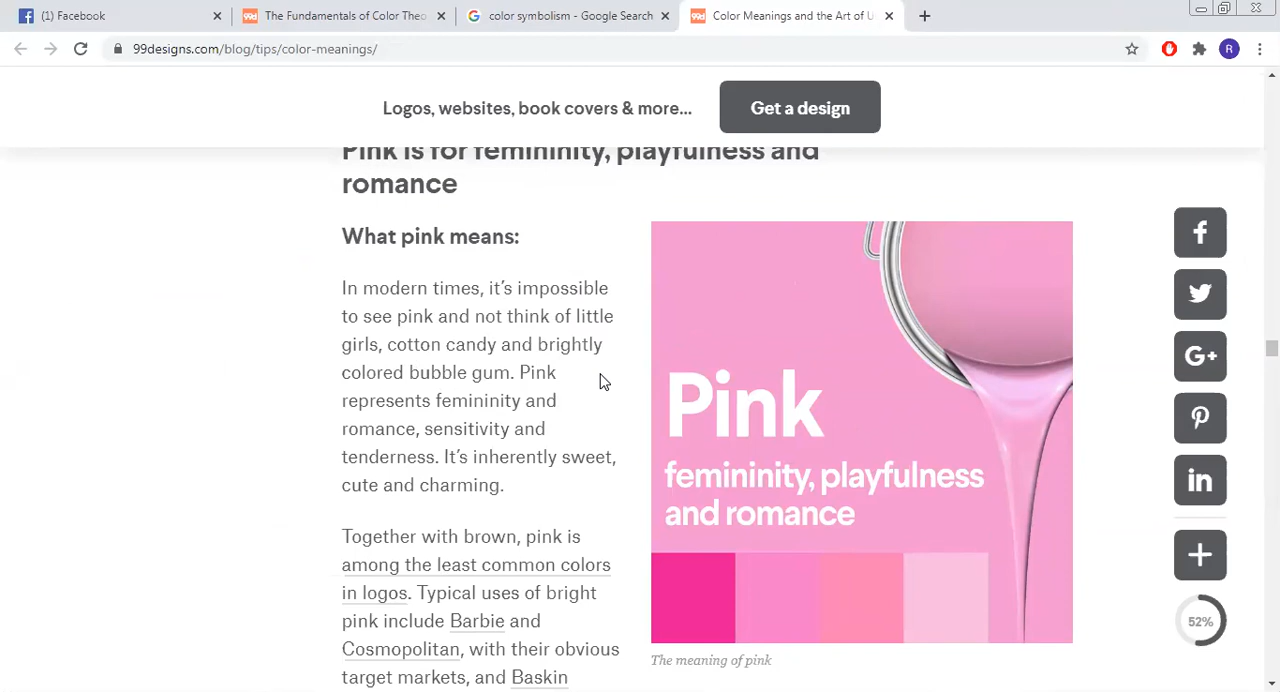 (1) Facebook
99d
The Fundamentals of Color Theo
color symbolism - Google Search
99d
Color Meanings and the Art of U
99designs.com/blog/tips/color-meanings/
R
Logos, websites, book covers & more...
Get a design
Pink is for femininity, playfulness and
romance
What pink means:
In modern times, it’s impossible
to see pink and not think of little
girls, cotton candy and brightly
colored bubble gum. Pink
represents femininity and
romance, sensitivity and
tenderness. It’s inherently sweet,
cute and charming.
Together with brown, pink is
among the least common colors
in logos. Typical uses of bright
pink include Barbie and
Cosmopolitan, with their obvious
target markets, and Baskin
Pink
femininity, playfulness
and romance
The meaning of pink
G+
in
52%